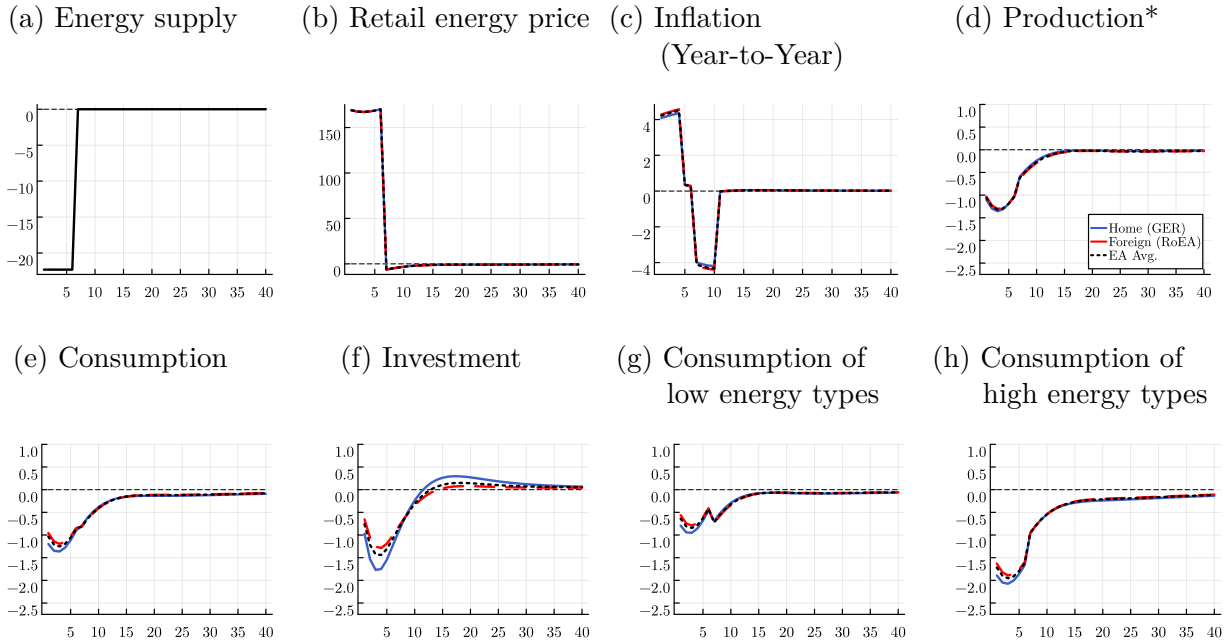 (a) Energy supply
0
−5
−10
−15
−20
5 10 15 20 25 30 35 40
(b) Retail energy price
150
100
50
0
5 10 15 20 25 30 35 40
(c) Inflation
(Year-to-Year)
4
2
0
−2
−4
5 10 15 20 25 30 35 40
(d) Production*
1.0
0.5
0.0
−0.5
−1.0
−1.5
−2.0
−2.5
Home (GER)
Foreign (RoEA)
EA Avg.
5 10 15 20 25 30 35 40
(e) Consumption
1.0
0.5
0.0
−0.5
−1.0
−1.5
−2.0
−2.5
5 10 15 20 25 30 35 40
(f) Investment
1.0
0.5
0.0
−0.5
−1.0
−1.5
−2.0
−2.5
5 10 15 20 25 30 35 40
(g) Consumption of
low energy types
1.0
0.5
0.0
−0.5
−1.0
−1.5
−2.0
−2.5
5 10 15 20 25 30 35 40
(h) Consumption of
high energy types
1.0
0.5
0.0
−0.5
−1.0
−1.5
−2.0
−2.5
5 10 15 20 25 30 35 40